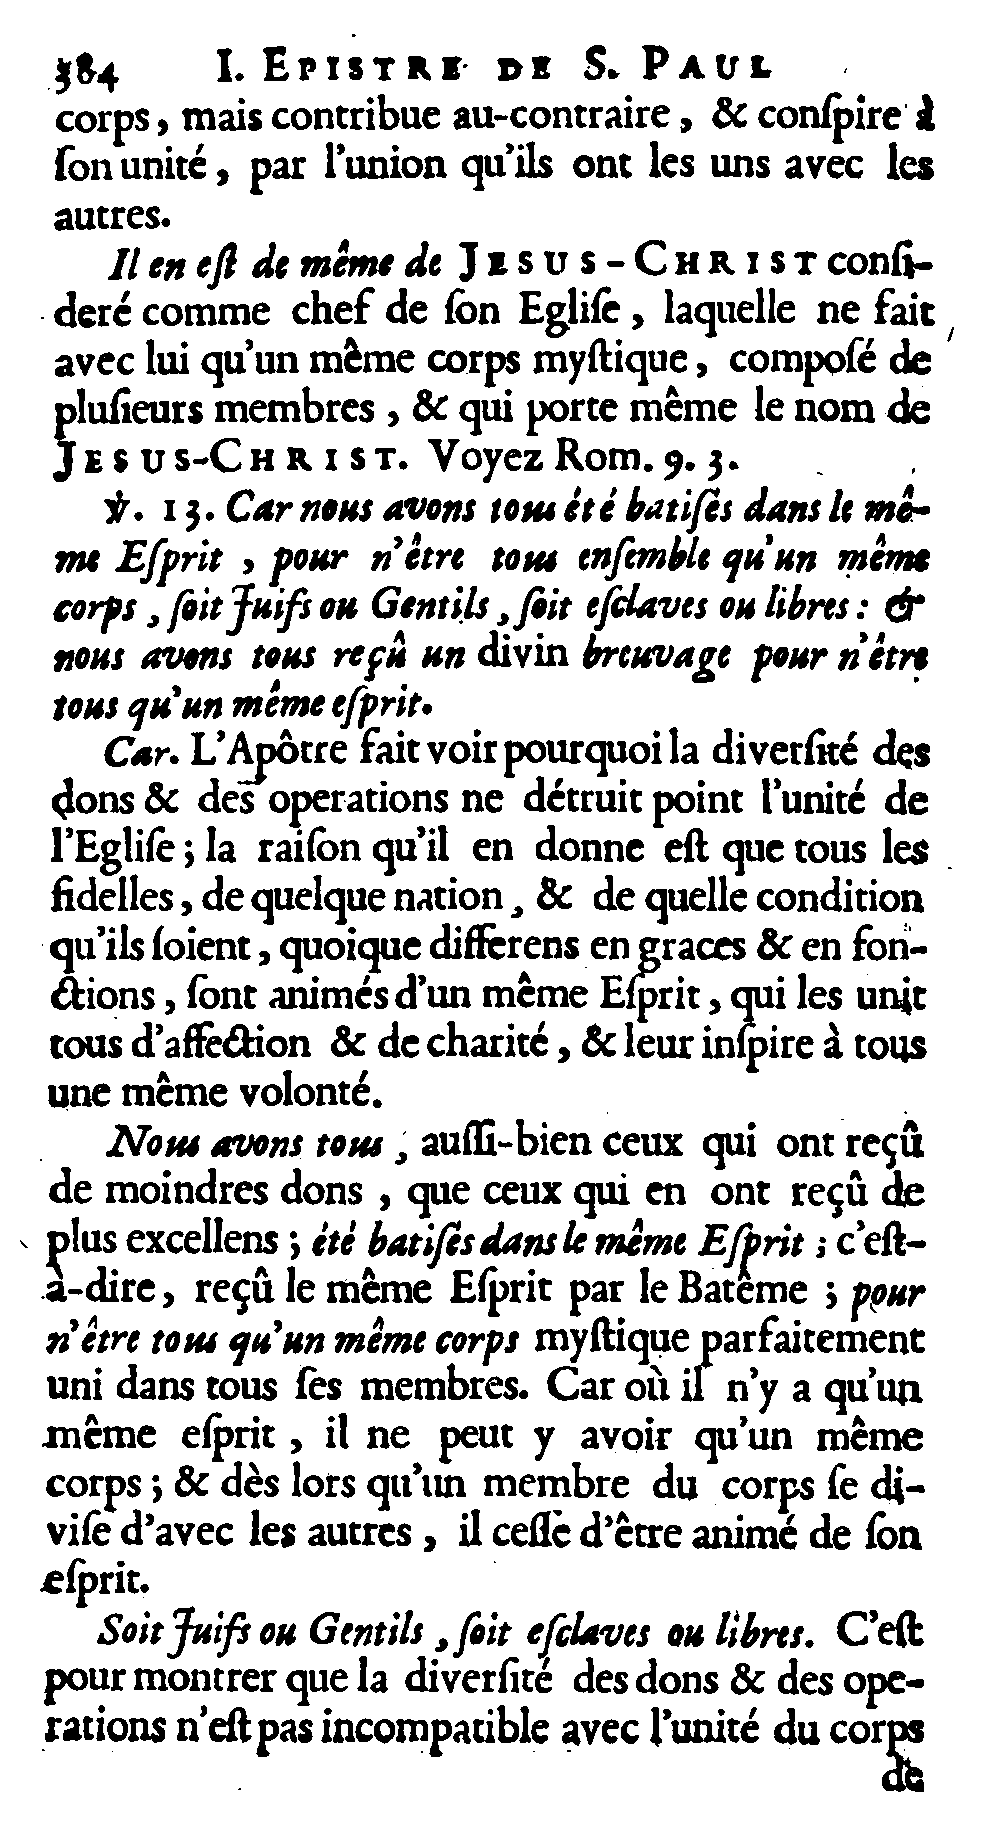 384 I. EPISTRE DE S. PAUL
corps, mais contribue au-contraire, & conſpire à
ſon unité, par l'union qu'ils ont les uns avec les
autres.
Il en eſt de même de JESUS-CHRIST conſi-
deré comme chef de ſon Egliſe, laquelle ne fait
avec lui qu'un même corps myſtique, compoſé de
pluſieurs membres, & qui porte même le nom de
JESUS-CHRIST. Voyez Rom. 9. 3.
℣. 13. Car nous avons tous été batiſés dans le mê-
me Eſprit, pour n'être tous enſemble qu'un même
corps, ſoit Juifs ou Gentils, ſoit eſclaves ou libres: &
nous avons tous reçû un divin breuvage pour n'être
tous qu'un même eſprit.
Car. L'Apôtre fait voir pourquoi la diverſité des
dons & des operations ne détruit point l'unité de
l'Egliſe; la raiſon qu'il en donne eſt que tous les
fidelles, de quelque nation, & de quelle condition
qu'ils ſoient, quoique differens en graces & en fon-
ctions, ſont animés d'un même Eſprit, qui les unit
tous d'affection & de charité, & leur inſpire à tous
une même volonté.
Nous avons tous, auſſi-bien ceux qui ont reçû
de moindres dons, que ceux qui en ont reçû de
plus excellens; été batiſés dans le même Eſprit; c'eſt-
à-dire, reçû le même Eſprit par le Batême; pour
n'être tous qu'un même corps myſtique parfaitement
uni dans tous ſes membres. Car où il n'y a qu'un
même eſprit, il ne peut y avoir qu'un même
corps; & dès lors qu'un membre du corps ſe di-
viſe d'avec les autres, il ceſſe d'être animé de ſon
eſprit.
Soit Juifs ou Gentils, ſoit eſclaves ou libres. C'eſt
pour montrer que la diverſité des dons & des ope-
rations n'eſt pas incompatible avec l'unité du corps
de